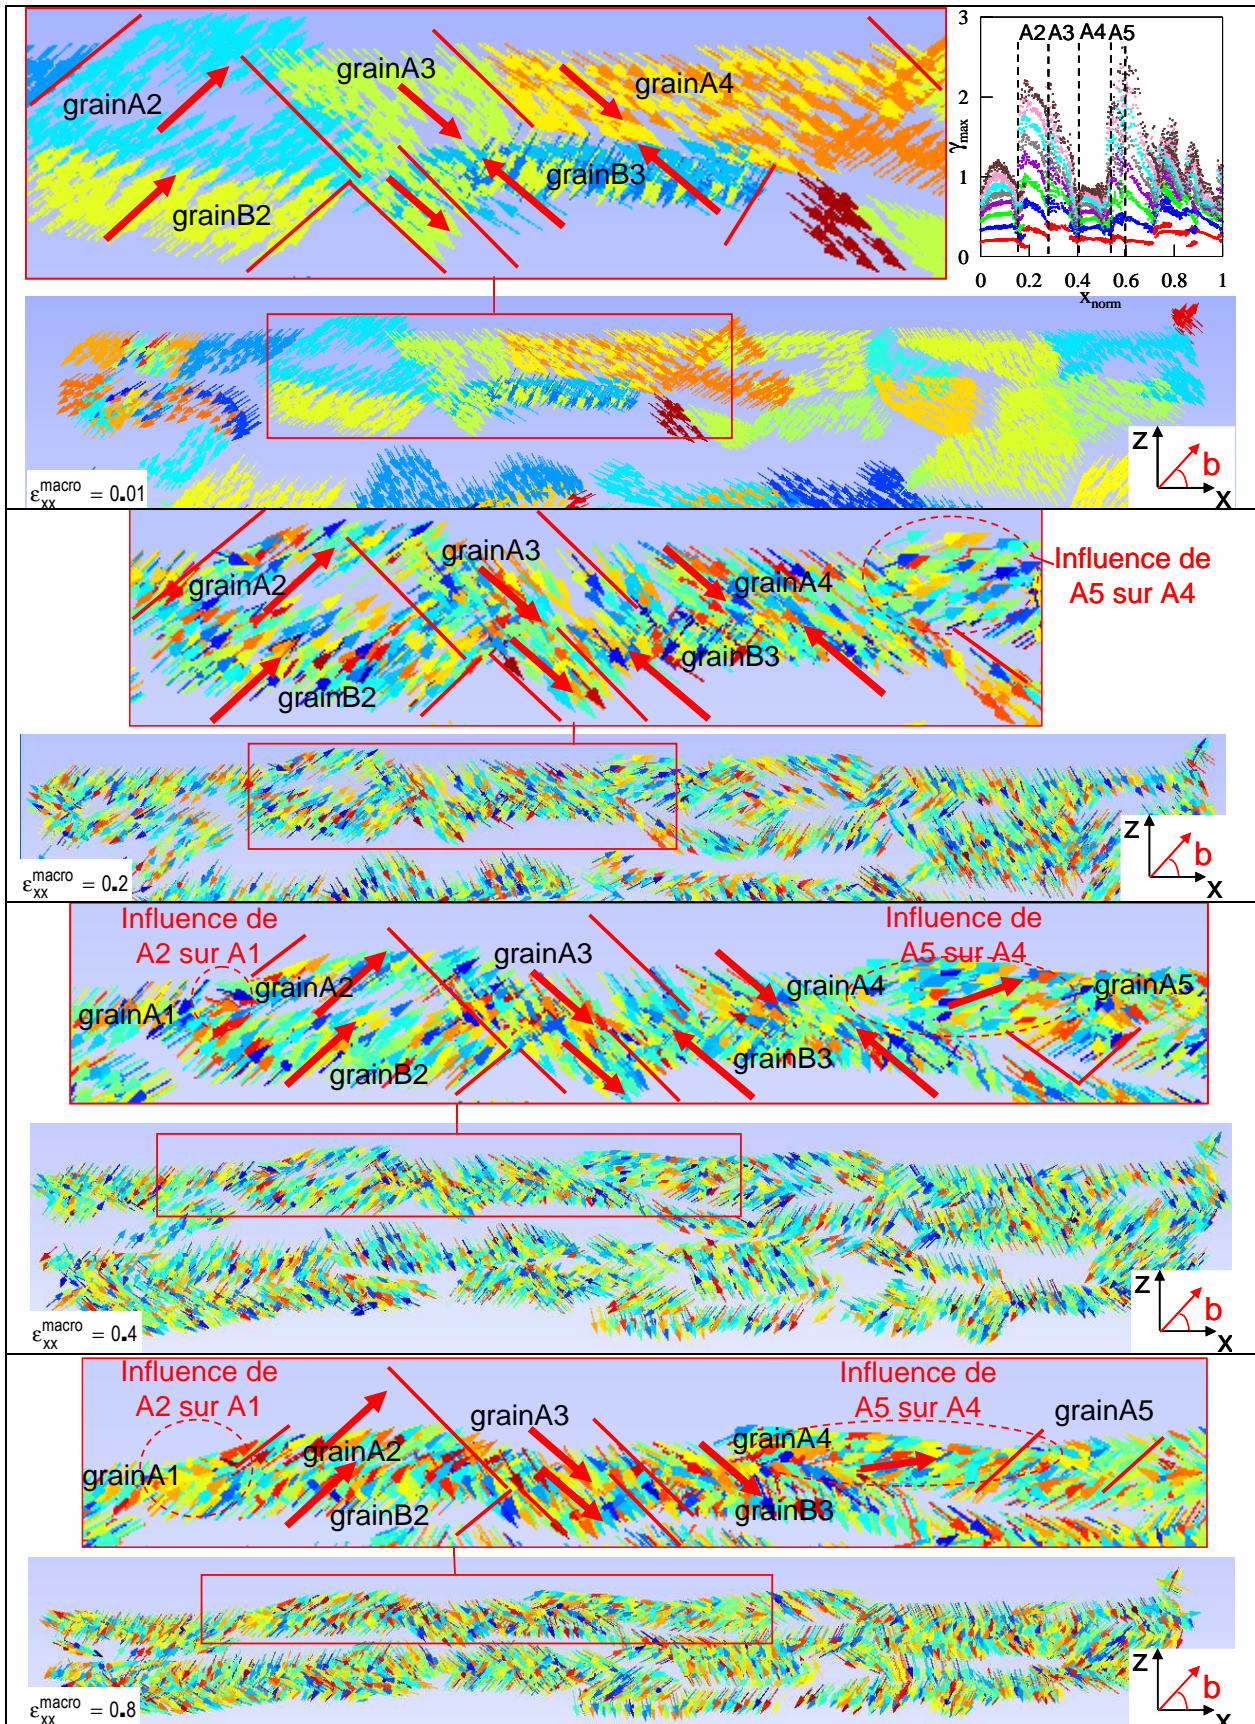 grainA2
grainA3
grainA4
grainB2
grainB3
3
2
1
0
γmax
A2 A3 A4 A5
0 0.2 0.4 0.6 0.8 1
xnorm
εxx^macro = 0.01
z
b
x
grainA2
grainA3
grainA4
grainB2
grainB3
Influence de
A5 sur A4
εxx^macro = 0.2
z
b
x
Influence de
A2 sur A1
grainA1
grainA2
grainA3
grainB2
grainB3
grainA4
Influence de
A5 sur A4
grainA5
εxx^macro = 0.4
z
b
x
Influence de
A2 sur A1
grainA1
grainA2
grainA3
grainB2
grainB3
grainA4
Influence de
A5 sur A4
grainA5
εxx^macro = 0.8
z
b
x